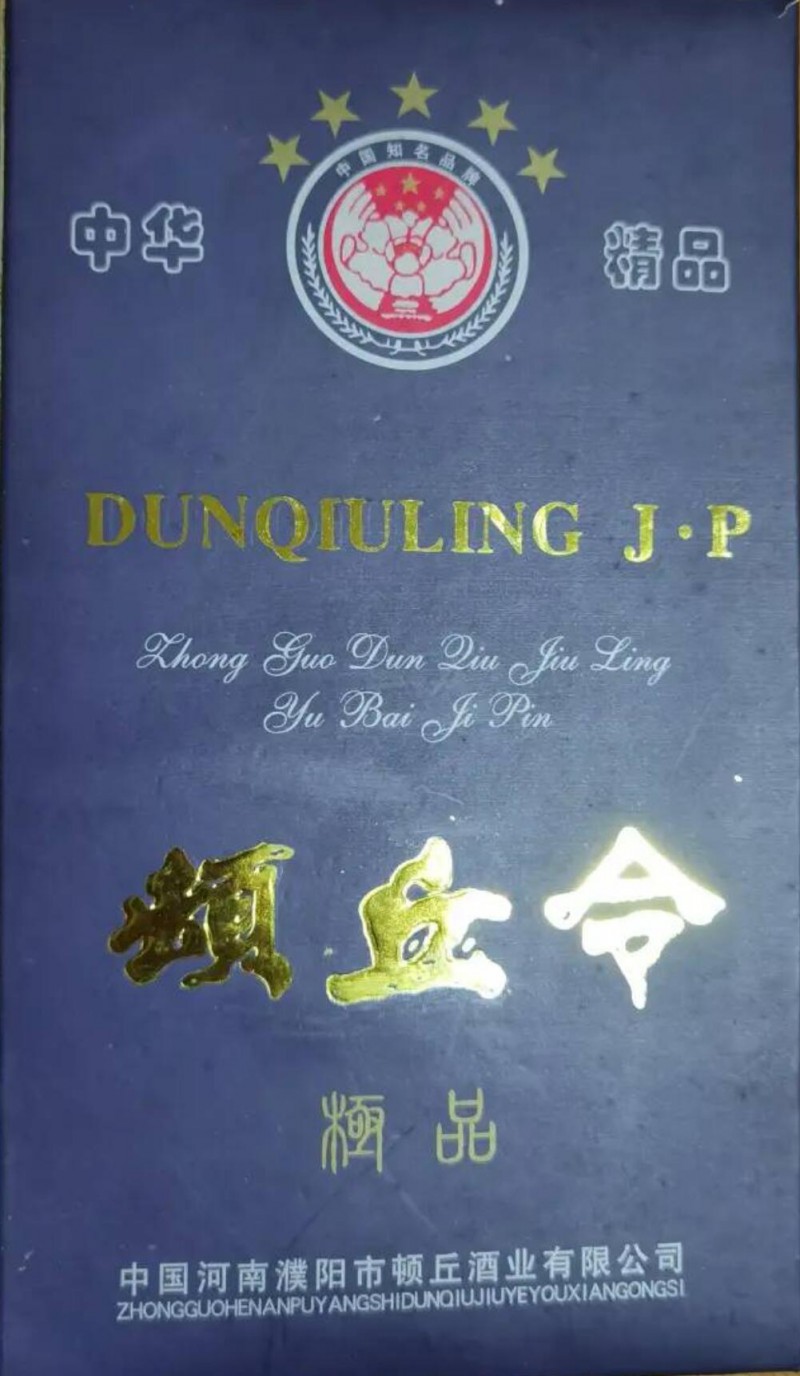 中国知名品牌
中华 精品
DUNQIULING J·P
Zhong Guo Dun Qiu Jiu Ling
Yu Bai Ji Pin
頓丘令
極品
中国河南濮阳市顿丘酒业有限公司
ZHONGGUOHENANPUYANGSHIDUNQIUJIUYEYOUXIANGONGSI